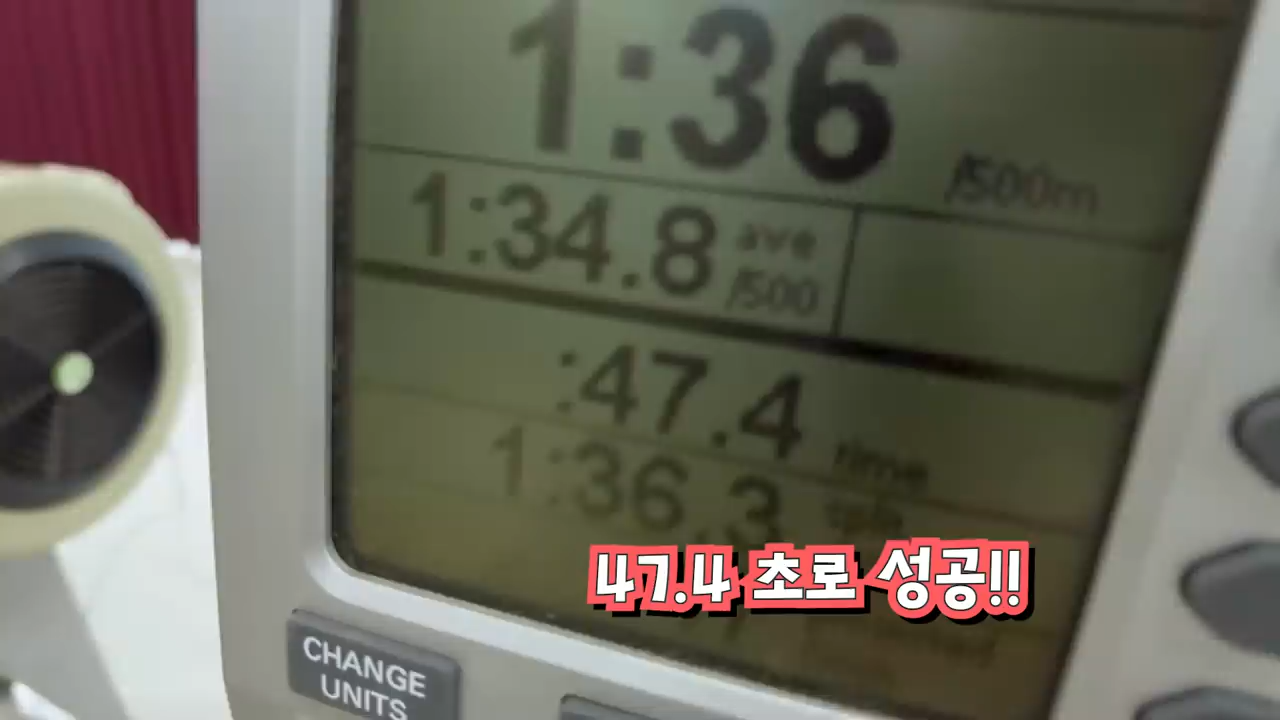 1:36 /500m
1:34.8 ave /500
:47.4 time
1:36.3 split
47.4 초로 성공!!
CHANGE UNITS